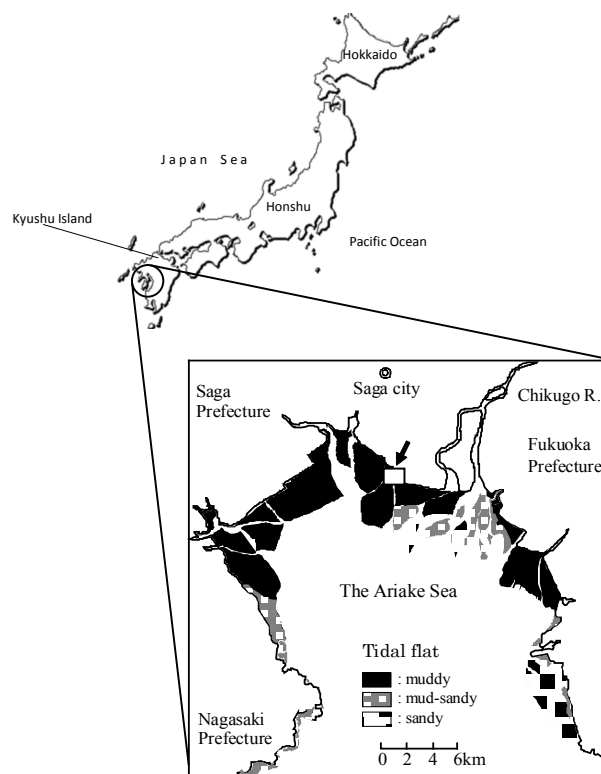 Hokkaido
Japan Sea
Honshu
Kyushu Island
Pacific Ocean
Saga city
Saga
Prefecture
Chikugo R.
Fukuoka
Prefecture
The Ariake Sea
Tidal flat
: muddy
: mud-sandy
: sandy
Nagasaki
Prefecture
0 2 4 6km